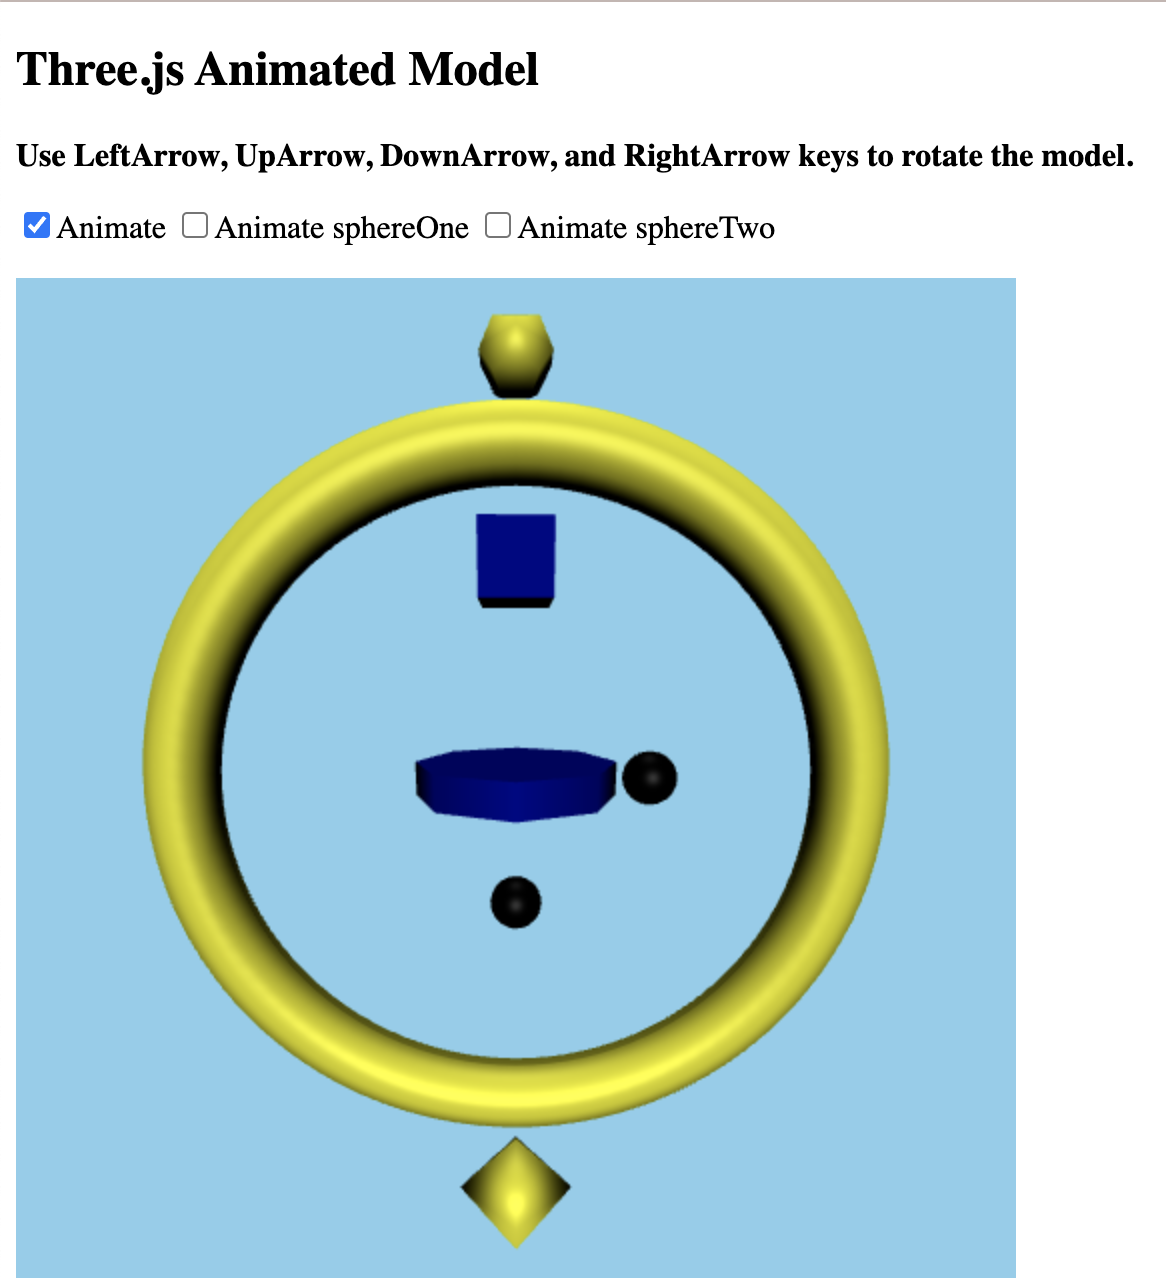 Three.js Animated Model
Use LeftArrow, UpArrow, DownArrow, and RightArrow keys to rotate the model.
Animate Animate sphereOne Animate sphereTwo